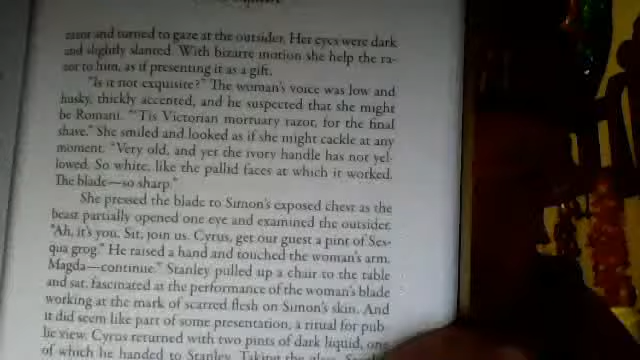 razor and turned to gaze at the outsider. Her eyes were dark
and slightly slanted. With bizarre motion she help the ra-
zor to him, as if presenting it as a gift.
"Is it not exquisite?" The woman's voice was low and
husky, thickly accented, and he suspected that she might
be Romani. "'Tis Victorian mortuary razor, for the final
shave." She smiled and looked as if she might cackle at any
moment. "Very old, and yet the ivory handle has not yel-
lowed. So white, like the pallid faces at which it worked.
The blade—so sharp."
She pressed the blade to Simon's exposed chest as the
beast partially opened one eye and examined the outsider.
"Ah, it's you. Sit, join us. Cyrus, get our guest a pint of Ses-
qua grog." He raised a hand and touched the woman's arm.
Magda—continue." Stanley pulled up a chair to the table
and sat, fascinated at the performance of the woman's blade
working at the mark of scarred flesh on Simon's skin. And
it did seem like part of some presentation, a ritual for pub
lic view. Cyrus returned with two pints of dark liquid, one
of which he handed to Stanley. Taking the